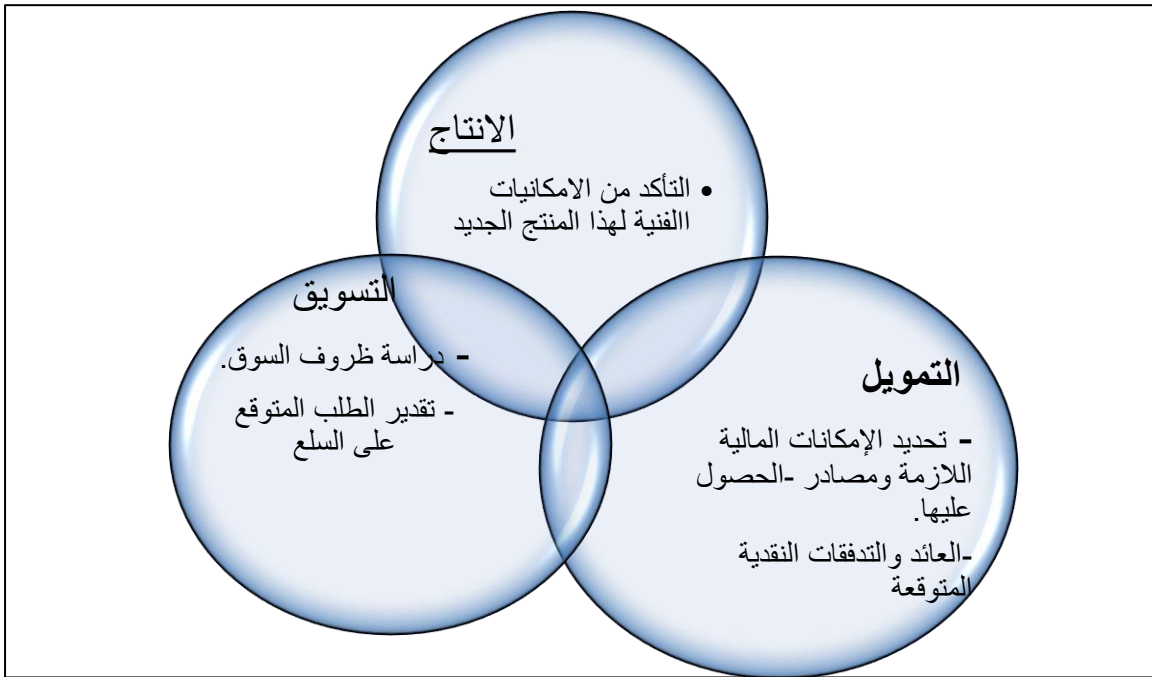 الانتاج
• التأكد من الامكانيات
االفنية لهذا المنتج الجديد
التسويق
- دراسة ظروف السوق.
- تقدير الطلب المتوقع
على السلع
التمويل
- تحديد الإمكانات المالية
اللازمة ومصادر -الحصول
عليها.
-العائد والتدفقات النقدية
المتوقعة